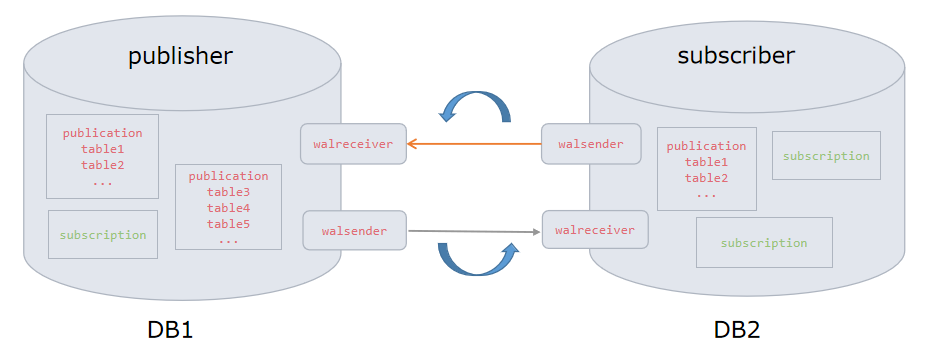 publisher
subscriber
publication
table1
table2
...
publication
table3
table4
table5
...
subscription
walreceiver
walsender
walsender
walreceiver
publication
table1
table2
...
subscription
subscription
DB1
DB2